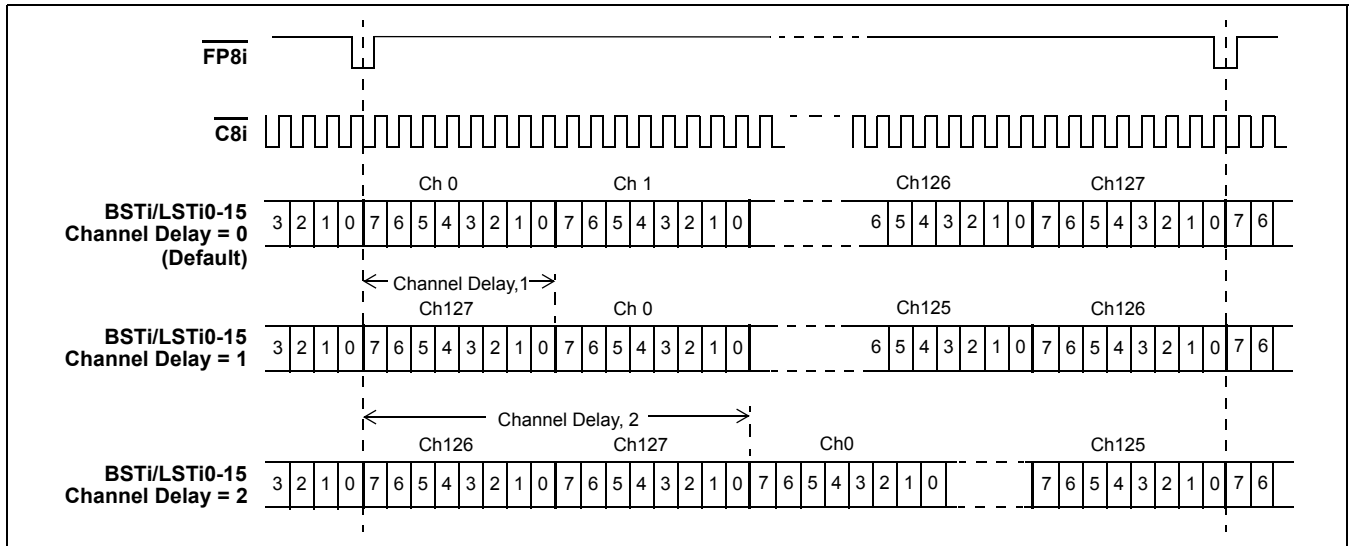 FP8i
C8i
Ch 0 Ch 1 Ch126 Ch127
BSTi/LSTi0-15
Channel Delay = 0
(Default)
3 2 1 0 7 6 5 4 3 2 1 0 7 6 5 4 3 2 1 0 6 5 4 3 2 1 0 7 6 5 4 3 2 1 0 7 6
Channel Delay,1
Ch127 Ch 0 Ch125 Ch126
BSTi/LSTi0-15
Channel Delay = 1
3 2 1 0 7 6 5 4 3 2 1 0 7 6 5 4 3 2 1 0 6 5 4 3 2 1 0 7 6 5 4 3 2 1 0 7 6
Channel Delay, 2
Ch126 Ch127 Ch0 Ch125
BSTi/LSTi0-15
Channel Delay = 2
3 2 1 0 7 6 5 4 3 2 1 0 7 6 5 4 3 2 1 0 7 6 5 4 3 2 1 0 7 6 5 4 3 2 1 0 7 6